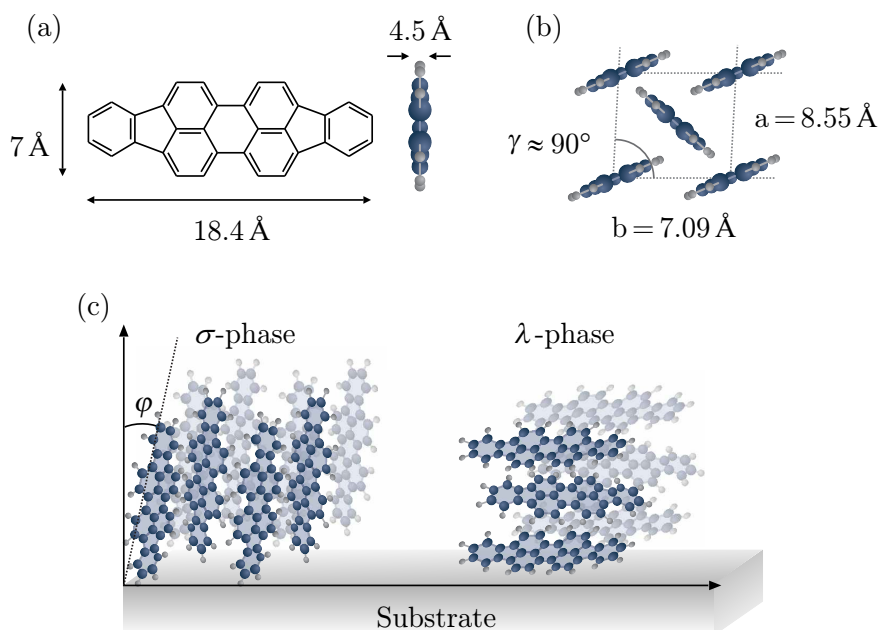 (a)
4.5 Å
7 Å
18.4 Å
(b)
a = 8.55 Å
γ ≈ 90°
b = 7.09 Å
(c)
σ-phase
λ-phase
φ
Substrate